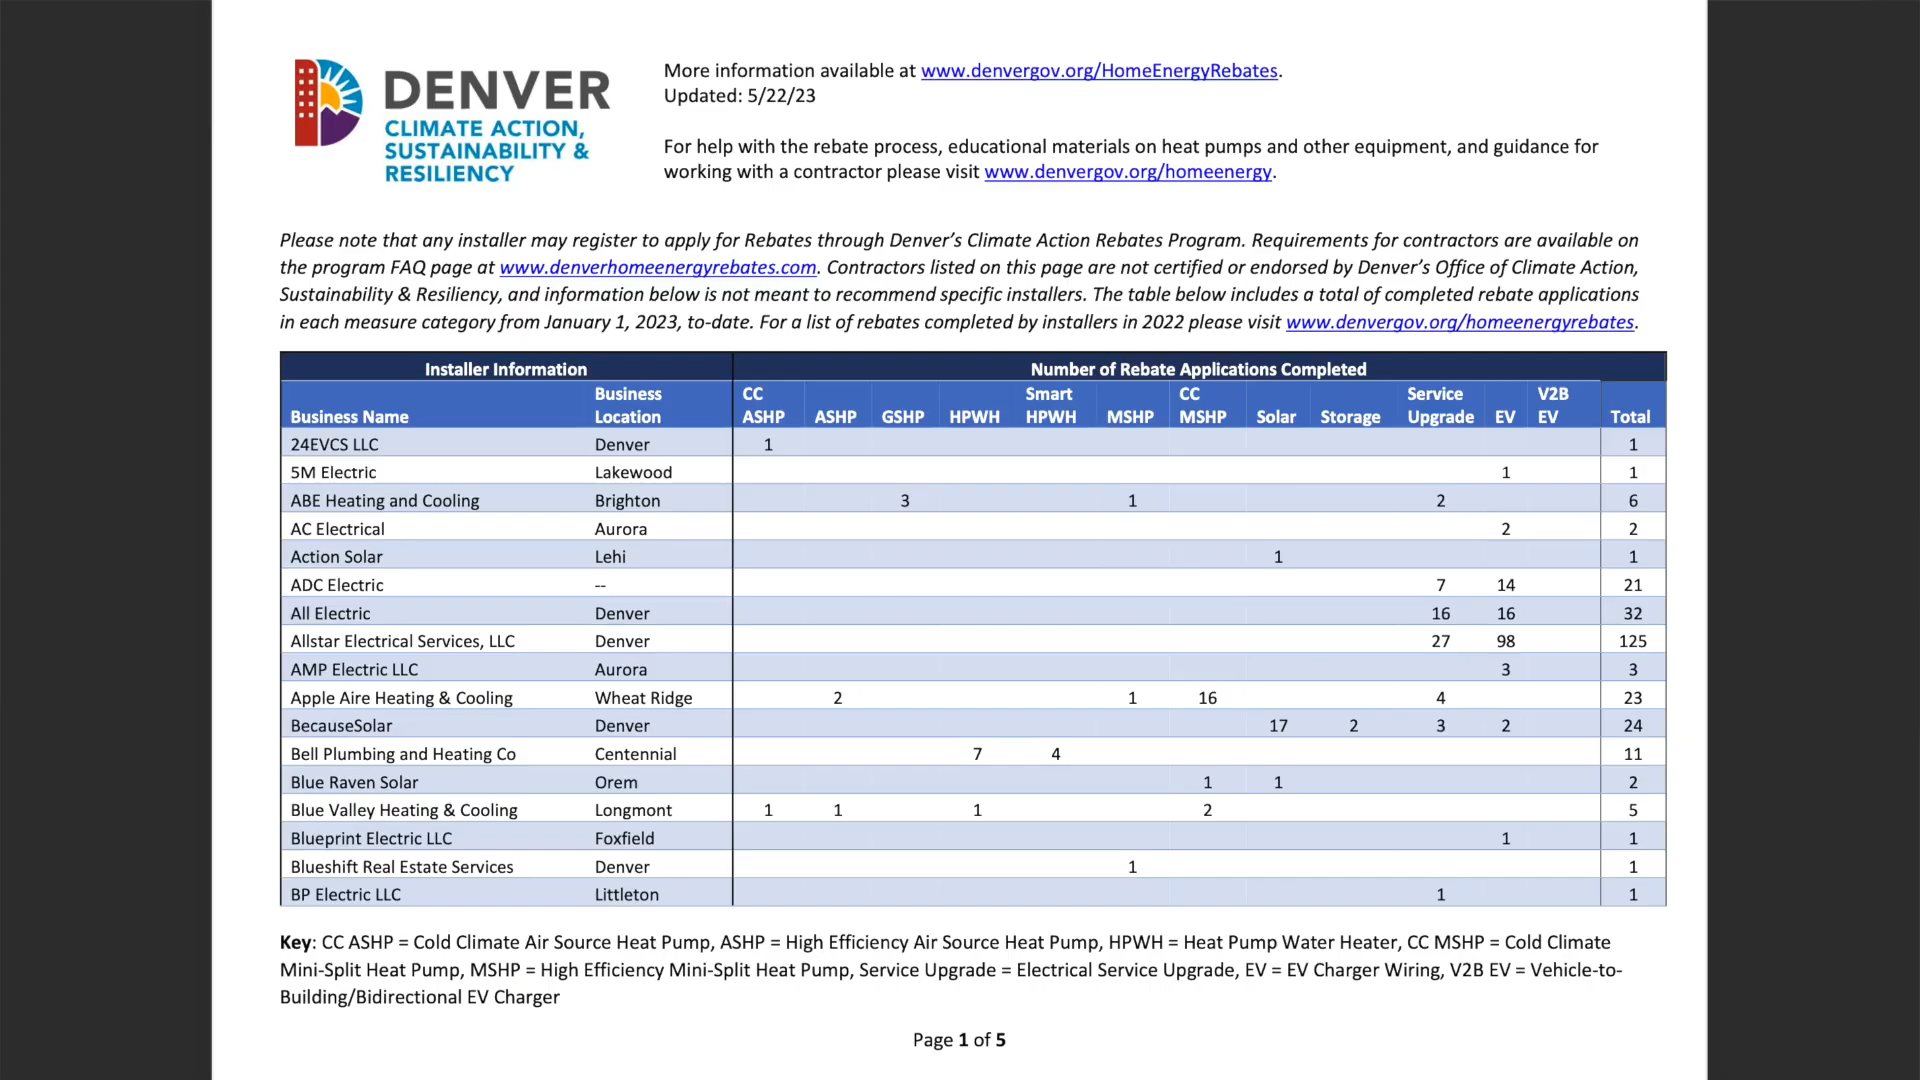 DENVER
CLIMATE ACTION,
SUSTAINABILITY &
RESILIENCY
More information available at www.denvergov.org/HomeEnergyRebates.
Updated: 5/22/23
For help with the rebate process, educational materials on heat pumps and other equipment, and guidance for
working with a contractor please visit www.denvergov.org/homeenergy.
Please note that any installer may register to apply for Rebates through Denver’s Climate Action Rebates Program. Requirements for contractors are available on
the program FAQ page at www.denverhomeenergyrebates.com. Contractors listed on this page are not certified or endorsed by Denver’s Office of Climate Action,
Sustainability & Resiliency, and information below is not meant to recommend specific installers. The table below includes a total of completed rebate applications
in each measure category from January 1, 2023, to-date. For a list of rebates completed by installers in 2022 please visit www.denvergov.org/homeenergyrebates.
Installer Information Number of Rebate Applications Completed
Business CC Smart CC Service V2B
Business Name Location ASHP ASHP GSHP HPWH HPWH MSHP MSHP Solar Storage Upgrade EV EV Total
24EVCS LLC Denver 1 1
5M Electric Lakewood 1 1
ABE Heating and Cooling Brighton 3 1 2 6
AC Electrical Aurora 2 2
Action Solar Lehi 1 1
ADC Electric -- 7 14 21
All Electric Denver 16 16 32
Allstar Electrical Services, LLC Denver 27 98 125
AMP Electric LLC Aurora 3 3
Apple Aire Heating & Cooling Wheat Ridge 2 1 16 4 23
BecauseSolar Denver 17 2 3 2 24
Bell Plumbing and Heating Co Centennial 7 4 11
Blue Raven Solar Orem 1 1 2
Blue Valley Heating & Cooling Longmont 1 1 1 2 5
Blueprint Electric LLC Foxfield 1 1
Blueshift Real Estate Services Denver 1 1
BP Electric LLC Littleton 1 1
Key: CC ASHP = Cold Climate Air Source Heat Pump, ASHP = High Efficiency Air Source Heat Pump, HPWH = Heat Pump Water Heater, CC MSHP = Cold Climate
Mini-Split Heat Pump, MSHP = High Efficiency Mini-Split Heat Pump, Service Upgrade = Electrical Service Upgrade, EV = EV Charger Wiring, V2B EV = Vehicle-to-
Building/Bidirectional EV Charger
Page 1 of 5